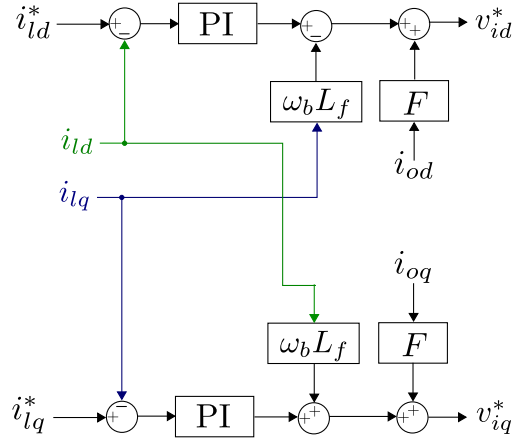 i*ld + − PI + − + + v*id
ωbLf F
ild
iod
ilq
ioq
ωbLf F
i*lq + − PI + + + + v*iq